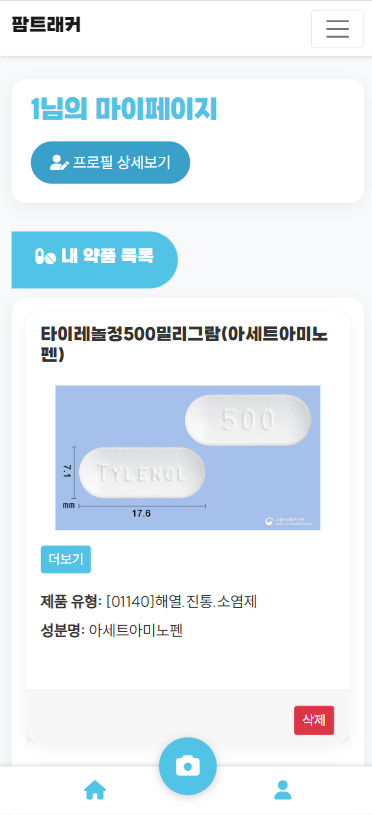 팜트래커
1님의 마이페이지
프로필 상세보기
내 약품 목록
타이레놀정500밀리그람(아세트아미노
펜)
500
TYLENOL
7.1
mm
17.6
더보기
제품 유형: [01140]해열.진통.소염제
성분명: 아세트아미노펜
삭제